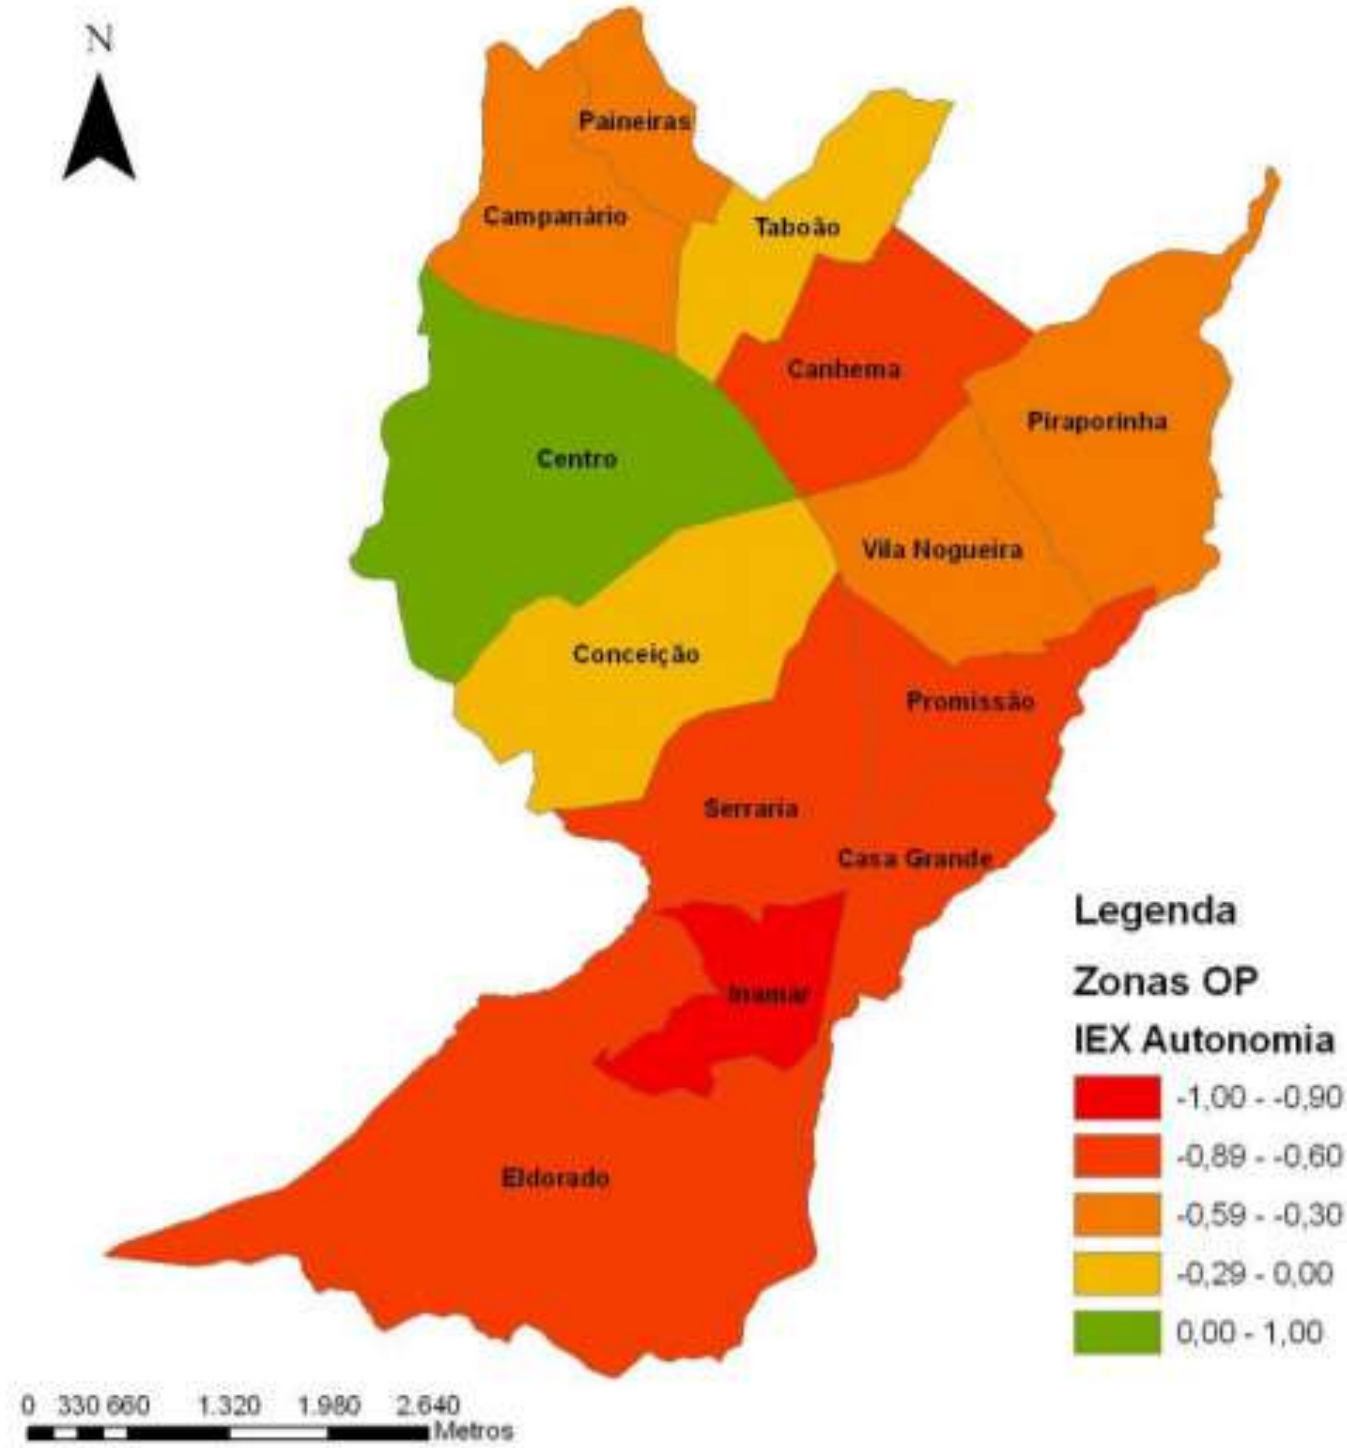 N
Paineiras
Campanário
Taboão
Canhema
Piraporinha
Centro
Vila Nogueira
Conceição
Promissão
Serraria
Casa Grande
Inamar
Eldorado
Legenda
Zonas OP
IEX Autonomia
-1,00 - -0,90
-0,89 - -0,60
-0,59 - -0,30
-0,29 - 0,00
0,00 - 1,00
0 330 660 1.320 1.980 2.640
Metros